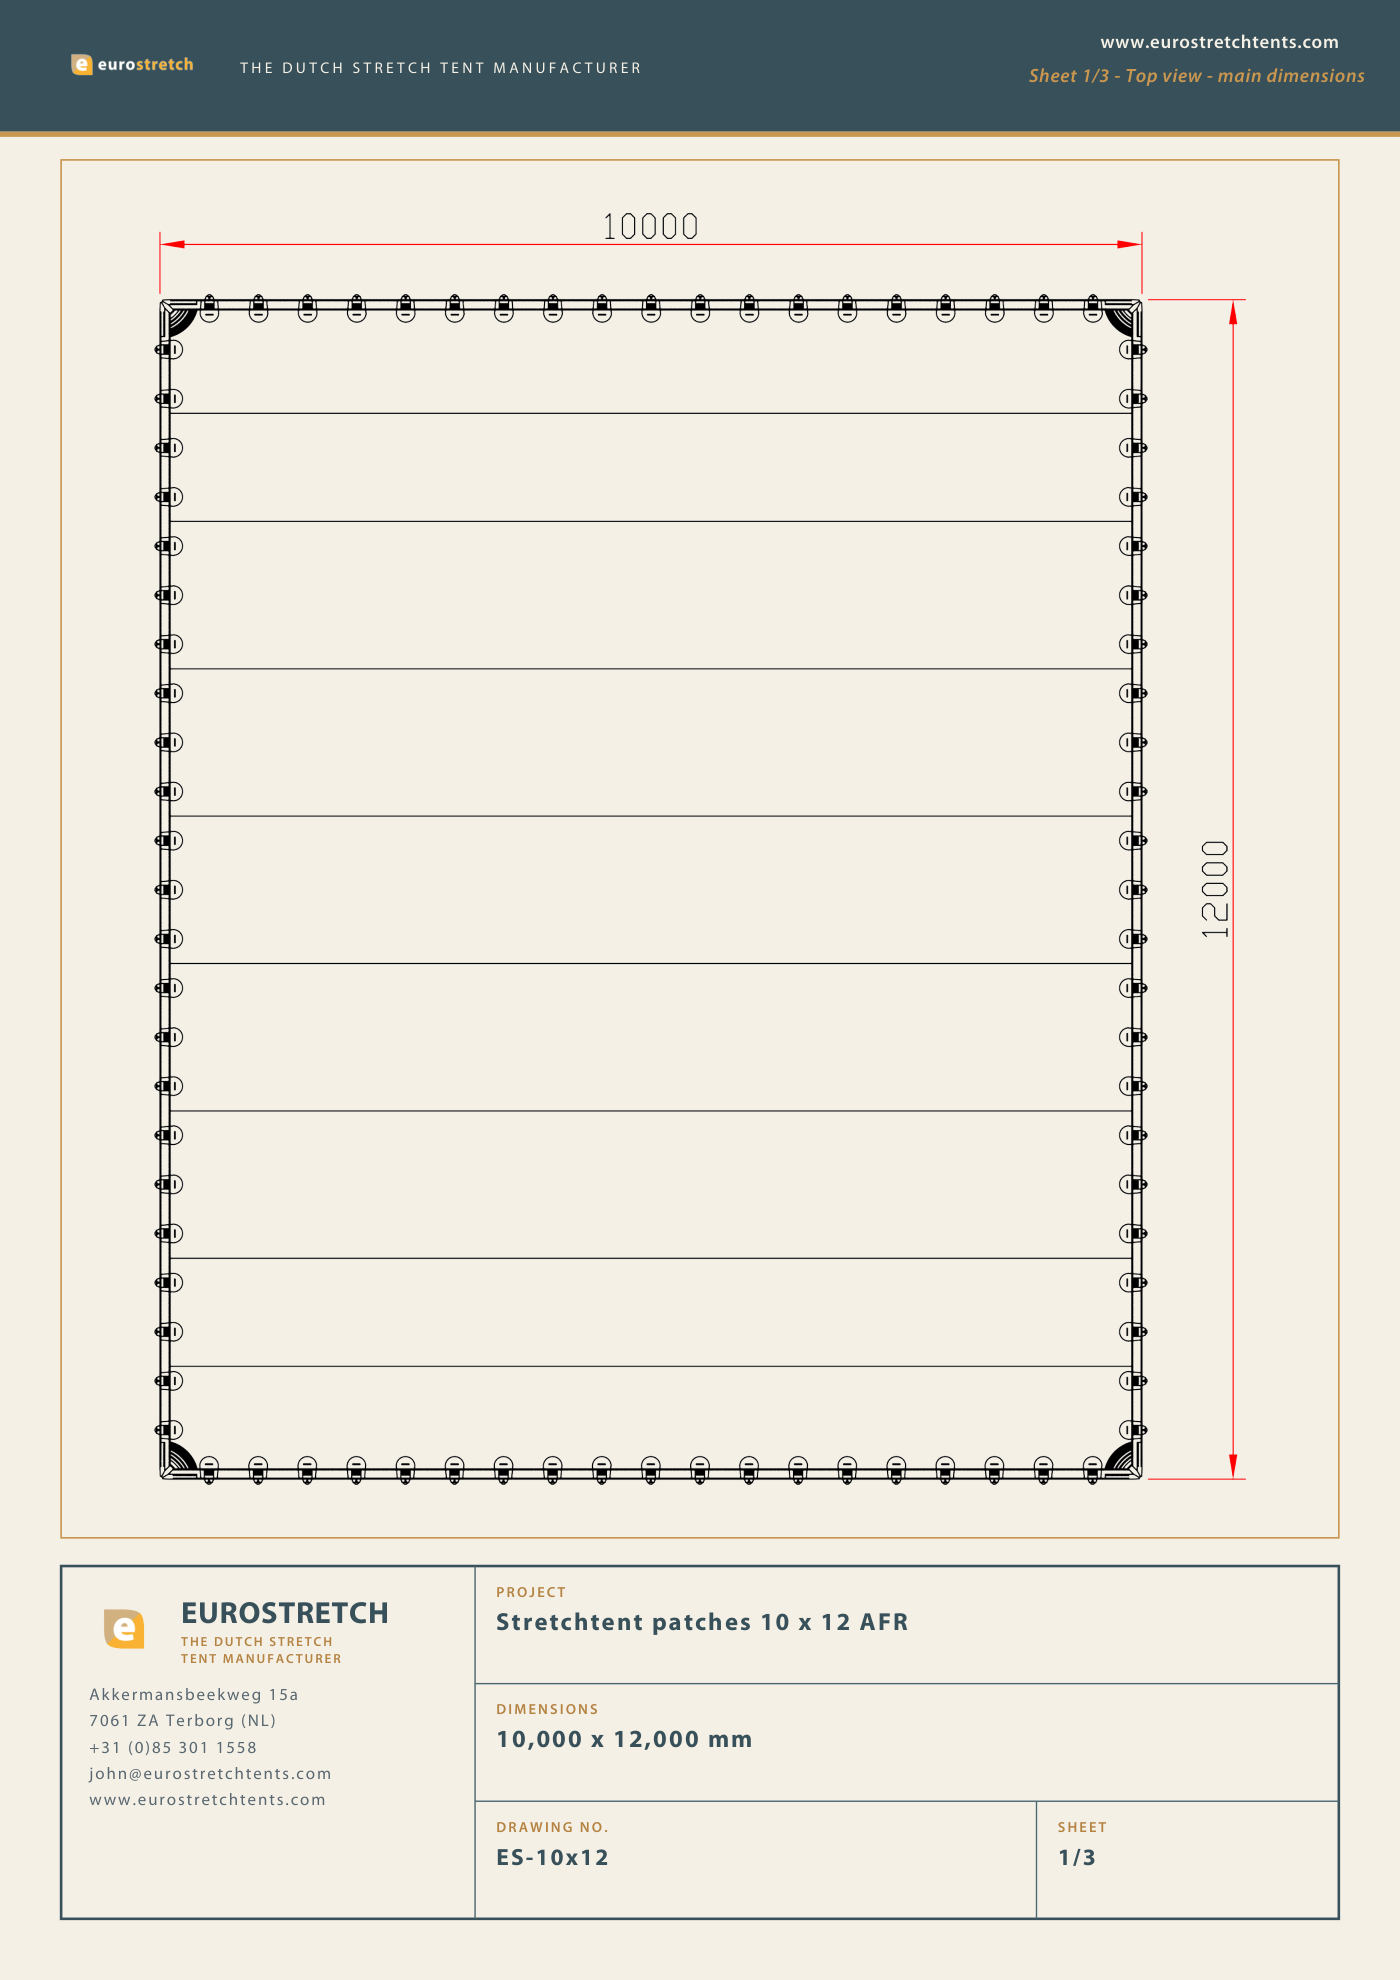 eurostretch
THE DUTCH STRETCH TENT MANUFACTURER
www.eurostretchtents.com
Sheet 1/3 - Top view - main dimensions
10000
12000
EUROSTRETCH
THE DUTCH STRETCH
TENT MANUFACTURER
Akkermansbeekweg 15a
7061 ZA Terborg (NL)
+31 (0)85 301 1558
john@eurostretchtents.com
www.eurostretchtents.com
PROJECT
Stretchtent patches 10 x 12 AFR
DIMENSIONS
10,000 x 12,000 mm
DRAWING NO.
ES-10x12
SHEET
1/3